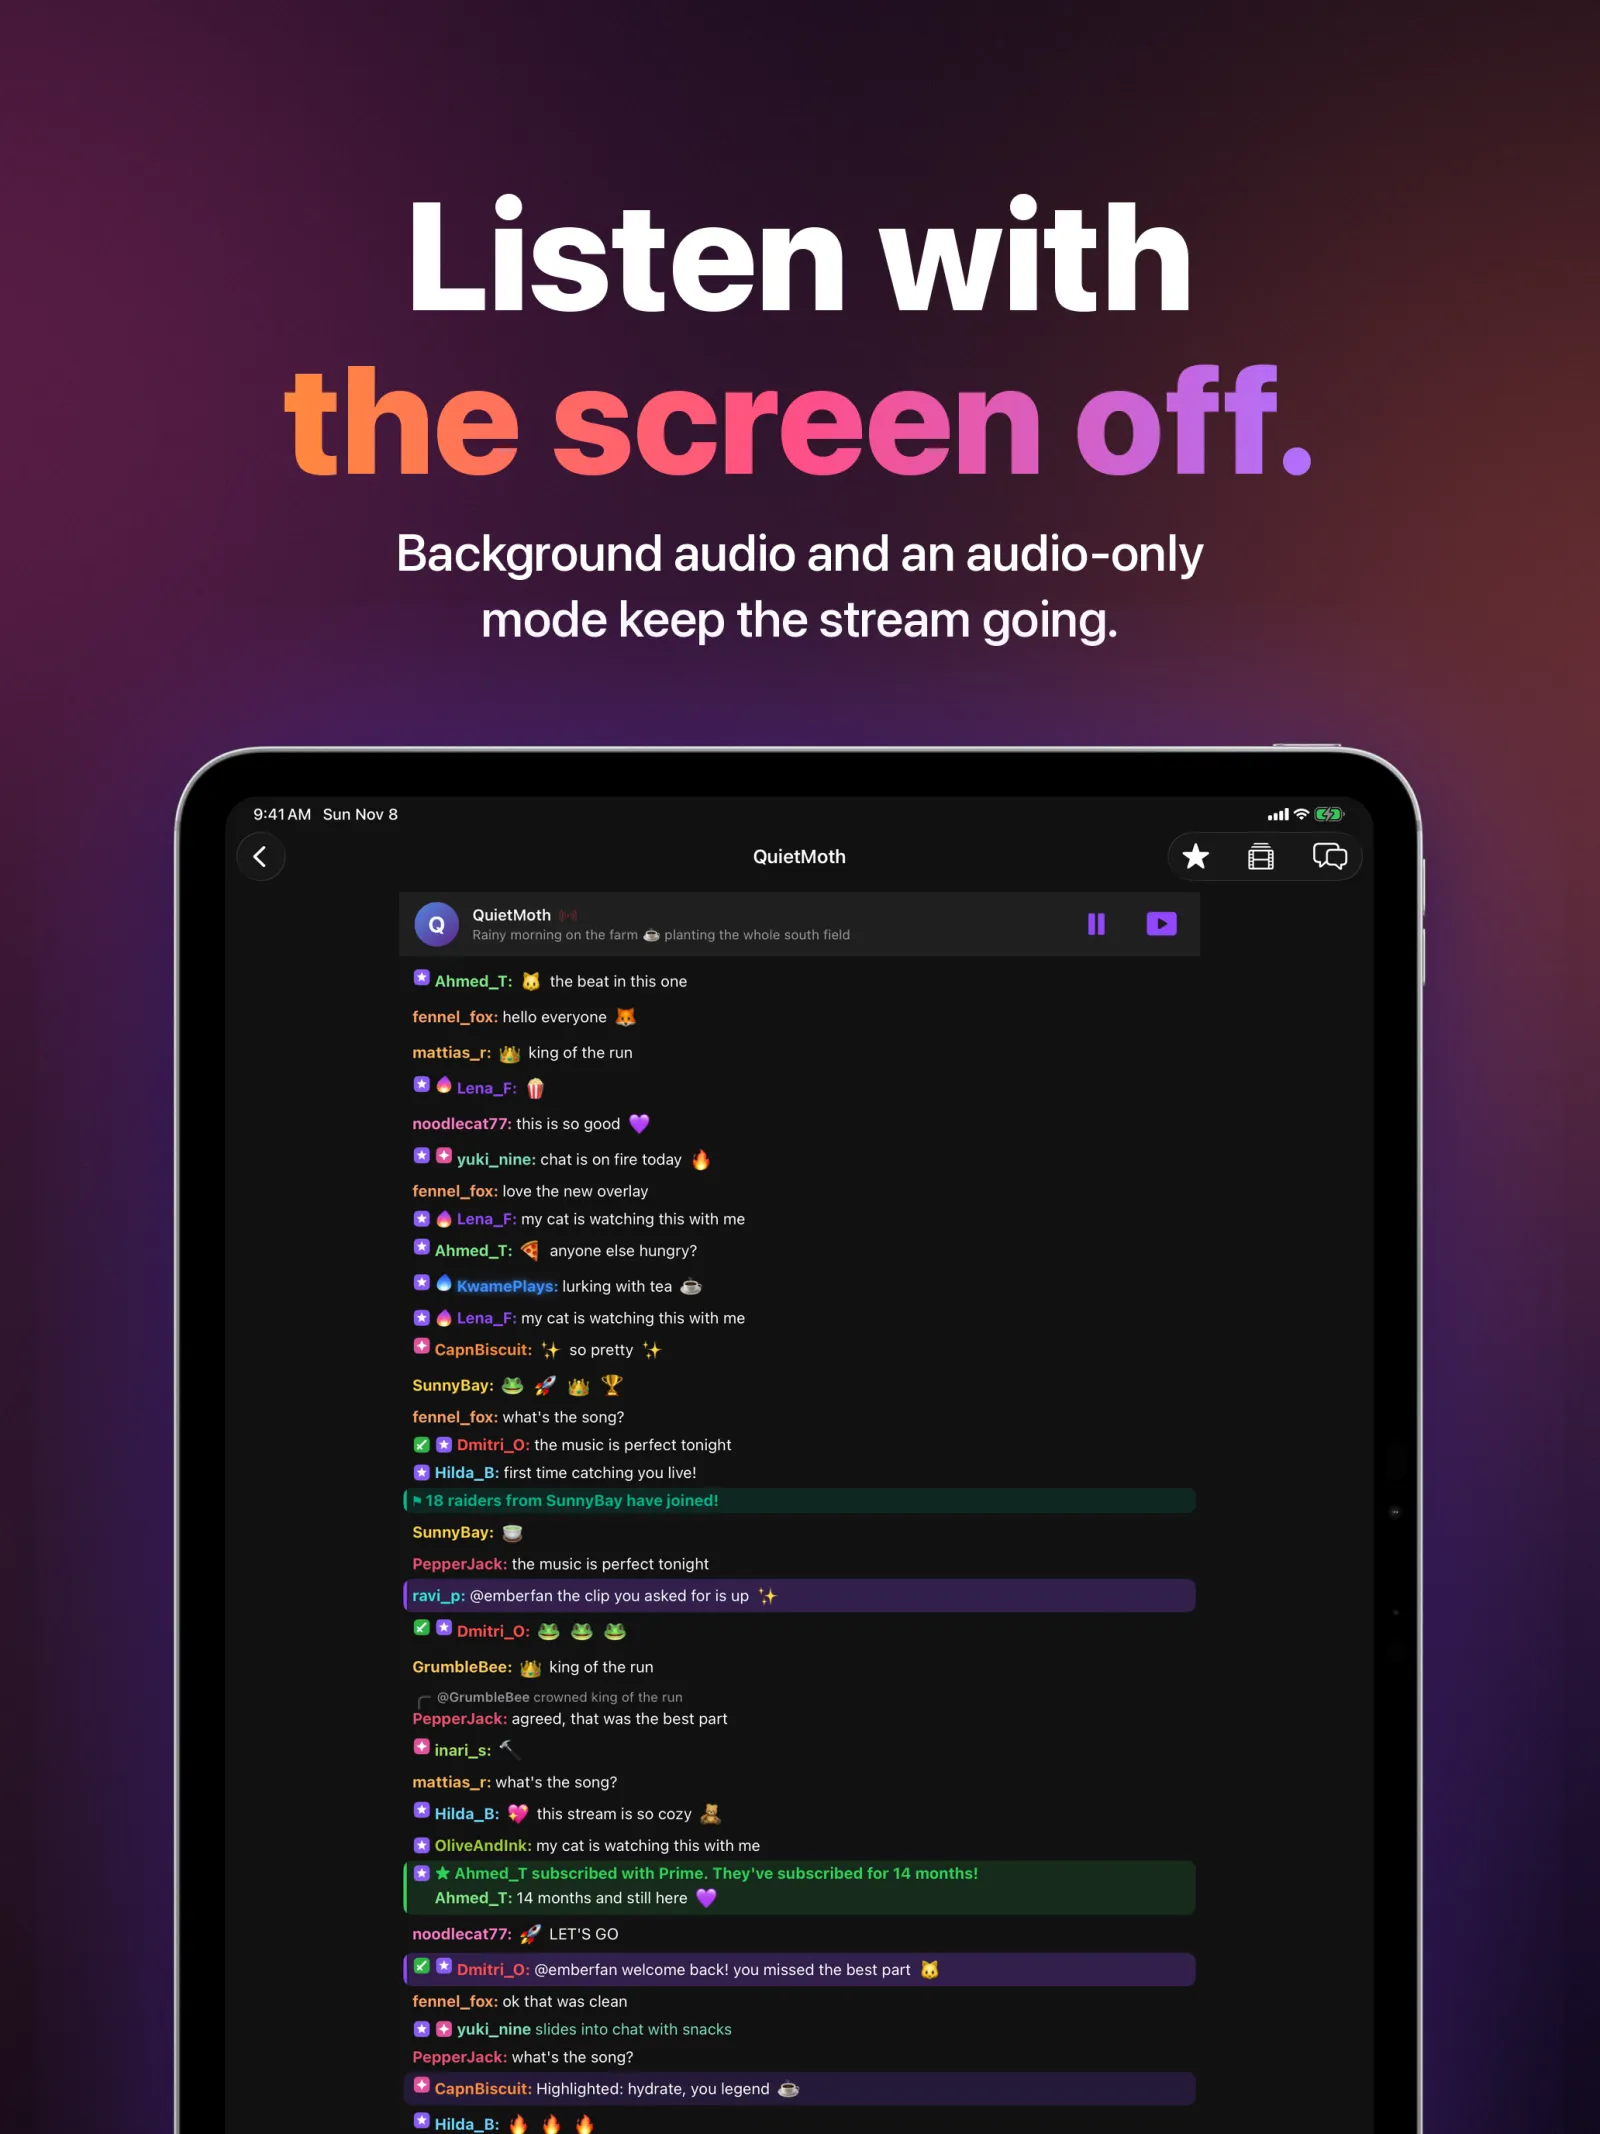 Listen with
the screen off.
Background audio and an audio-only
mode keep the stream going.
9:41 AM Sun Nov 8
QuietMoth
Q
QuietMoth
Rainy morning on the farm ☕ planting the whole south field
Ahmed_T: 🐱 the beat in this one
fennel_fox: hello everyone 🦊
mattias_r: 👑 king of the run
Lena_F: 🍿
noodlecat77: this is so good 💜
yuki_nine: chat is on fire today 🔥
fennel_fox: love the new overlay
Lena_F: my cat is watching this with me
Ahmed_T: 🍕 anyone else hungry?
KwamePlays: lurking with tea ☕
Lena_F: my cat is watching this with me
CapnBiscuit: ✨ so pretty ✨
SunnyBay: 🐸 🚀 👑 🏆
fennel_fox: what's the song?
Dmitri_O: the music is perfect tonight
Hilda_B: first time catching you live!
18 raiders from SunnyBay have joined!
SunnyBay: 🍵
PepperJack: the music is perfect tonight
ravi_p: @emberfan the clip you asked for is up ✨
Dmitri_O: 🐸 🐸 🐸
GrumbleBee: 👑 king of the run
@GrumbleBee crowned king of the run
PepperJack: agreed, that was the best part
inari_s: 🔨
mattias_r: what's the song?
Hilda_B: 💖 this stream is so cozy 🧸
OliveAndInk: my cat is watching this with me
★ Ahmed_T subscribed with Prime. They've subscribed for 14 months!
Ahmed_T: 14 months and still here 💜
noodlecat77: 🚀 LET'S GO
Dmitri_O: @emberfan welcome back! you missed the best part 🐱
fennel_fox: ok that was clean
yuki_nine slides into chat with snacks
PepperJack: what's the song?
CapnBiscuit: Highlighted: hydrate, you legend ☕
Hilda_B: 🔥 🔥 🔥